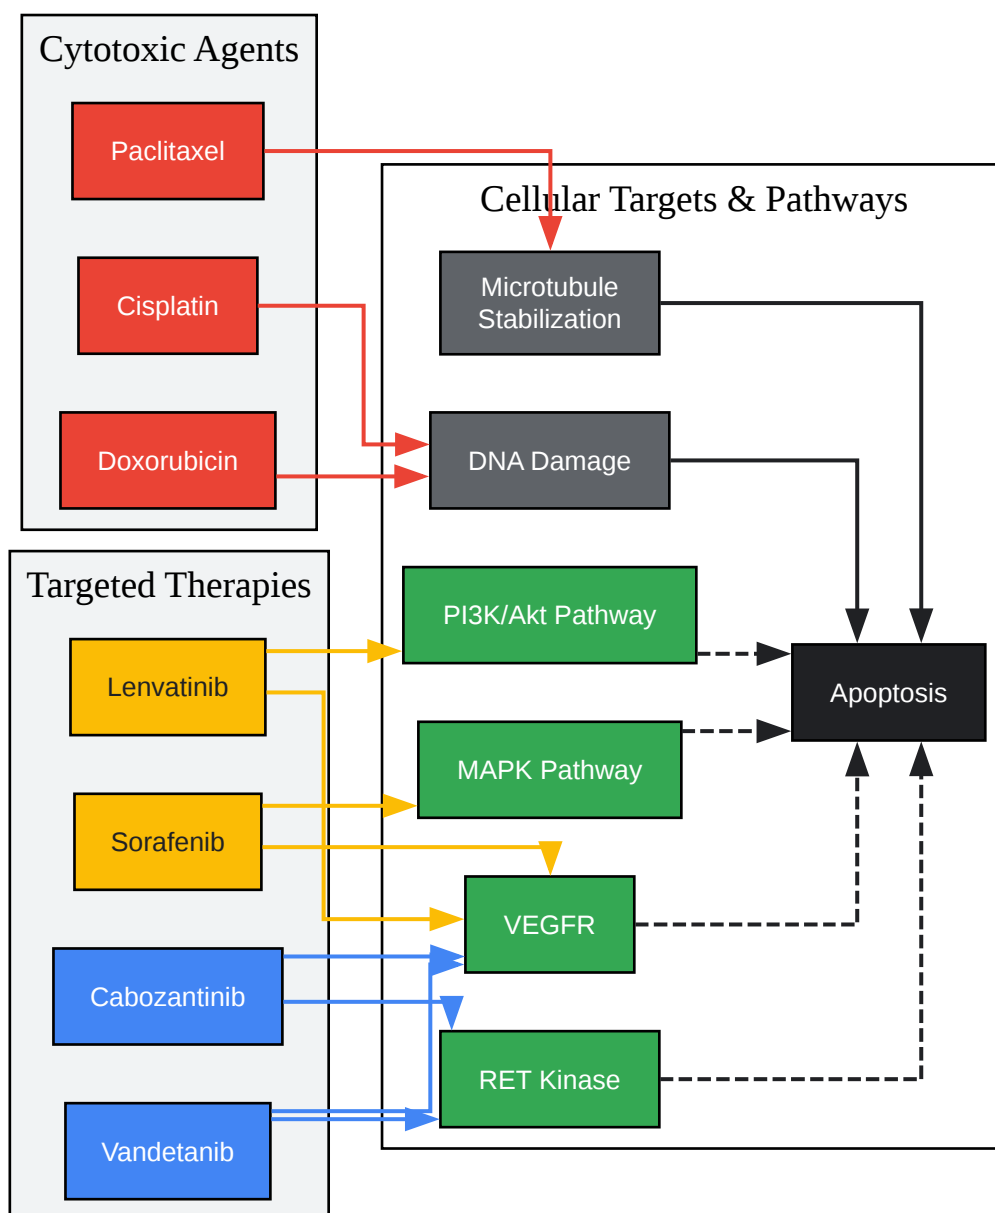 Cytotoxic Agents
Paclitaxel
Cisplatin
Doxorubicin
Targeted Therapies
Lenvatinib
Sorafenib
Cabozantinib
Vandetanib
Cellular Targets & Pathways
Microtubule
Stabilization
DNA Damage
PI3K/Akt Pathway
MAPK Pathway
VEGFR
RET Kinase
Apoptosis